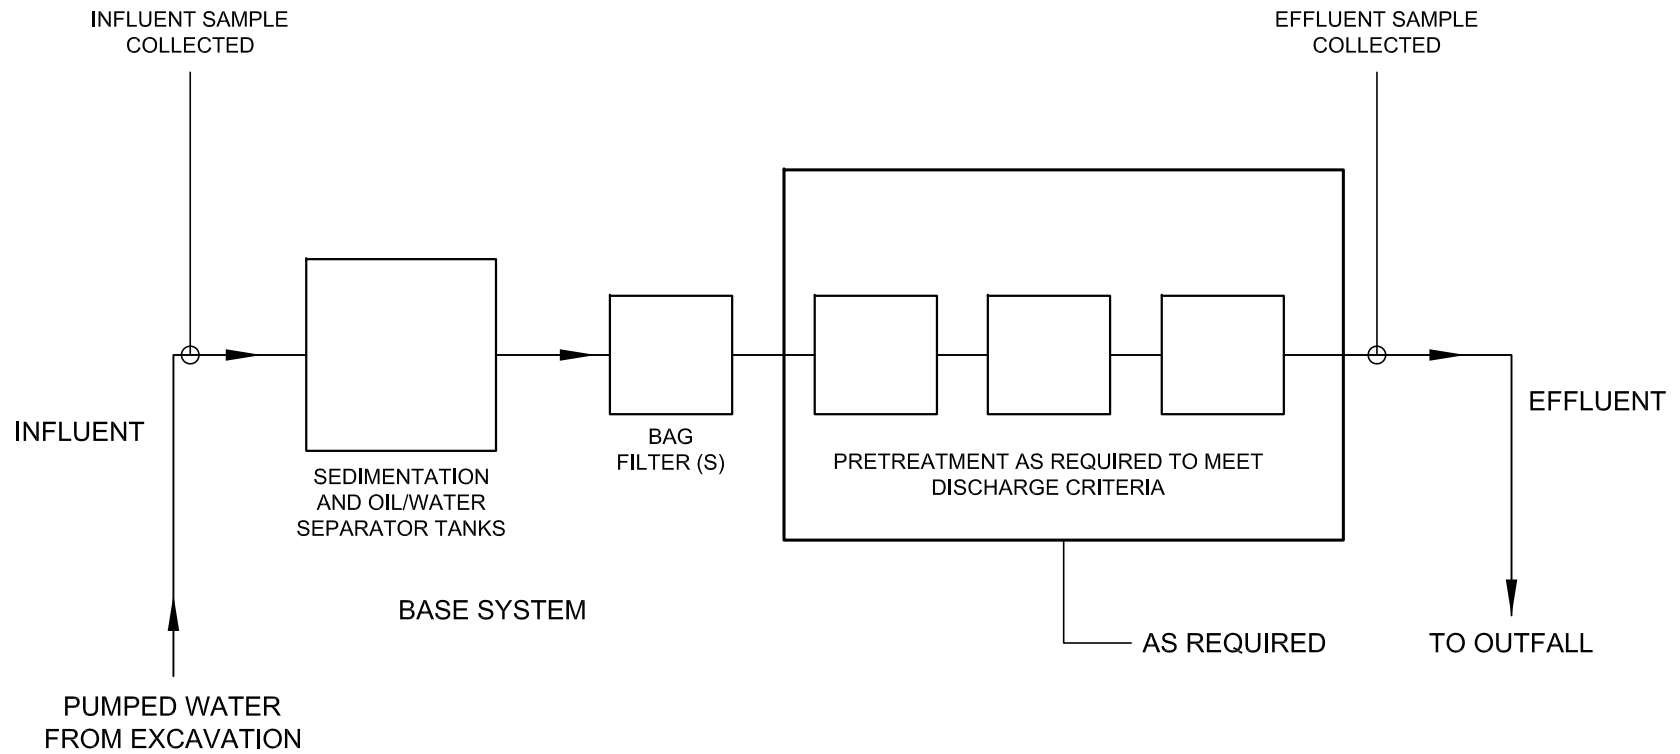 INFLUENT SAMPLE
COLLECTED
EFFLUENT SAMPLE
COLLECTED
INFLUENT
EFFLUENT
SEDIMENTATION
AND OIL/WATER
SEPARATOR TANKS
BAG
FILTER (S)
PRETREATMENT AS REQUIRED TO MEET
DISCHARGE CRITERIA
BASE SYSTEM
AS REQUIRED
TO OUTFALL
PUMPED WATER
FROM EXCAVATION